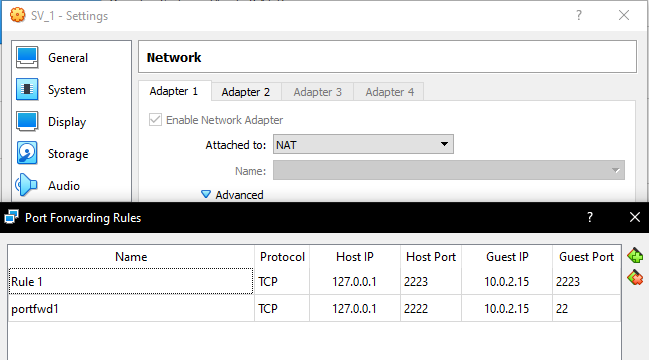 SV_1 - Settings ? ×
General
Network
System
Adapter 1 Adapter 2 Adapter 3 Adapter 4
Display
Enable Network Adapter
Attached to: NAT
Storage
Name:
Audio
Advanced
Port Forwarding Rules ? ×
Name Protocol Host IP Host Port Guest IP Guest Port
Rule 1 TCP 127.0.0.1 2223 10.0.2.15 2223
portfwd1 TCP 127.0.0.1 2222 10.0.2.15 22